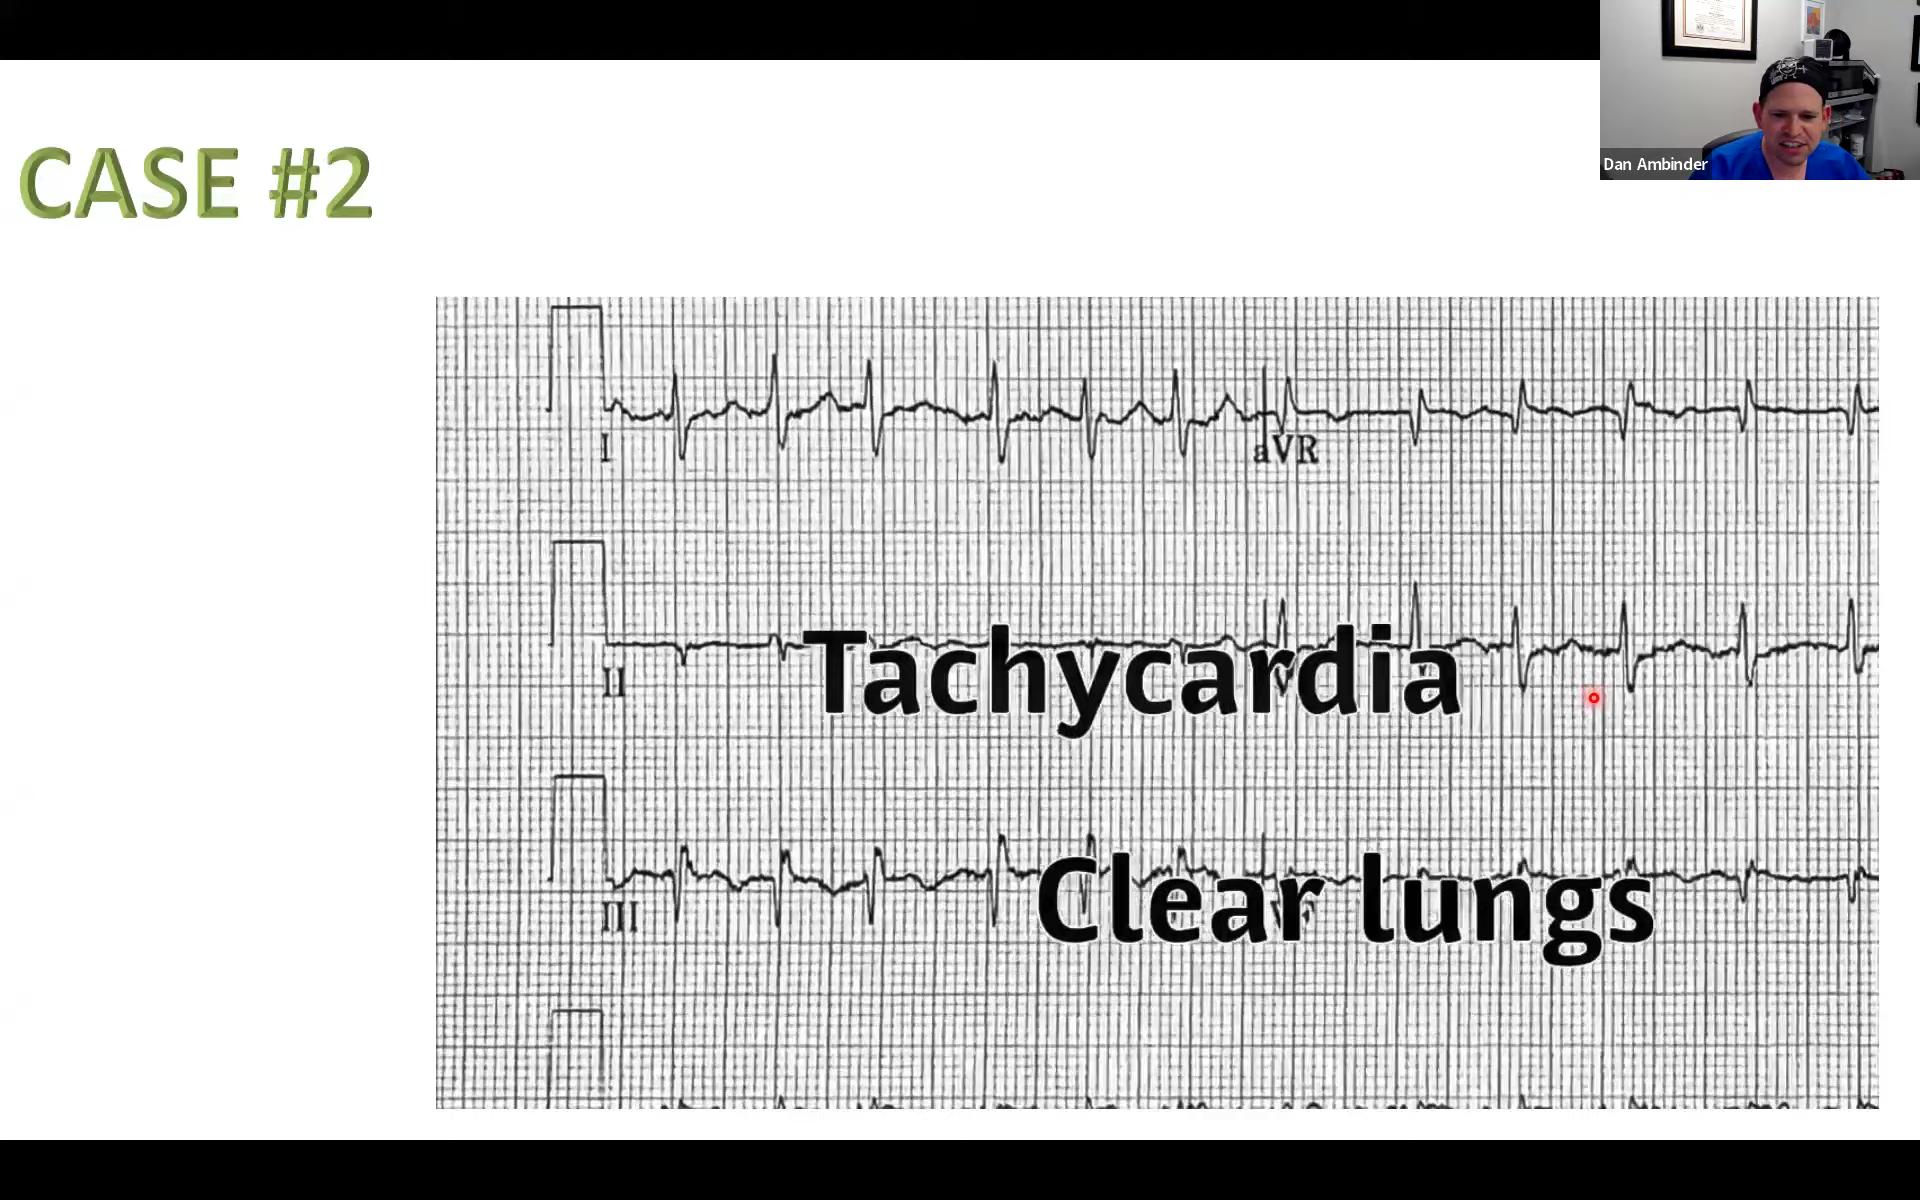 Dan Ambinder
CASE #2
I
aVR
II
Tachycardia
III
Clear lungs